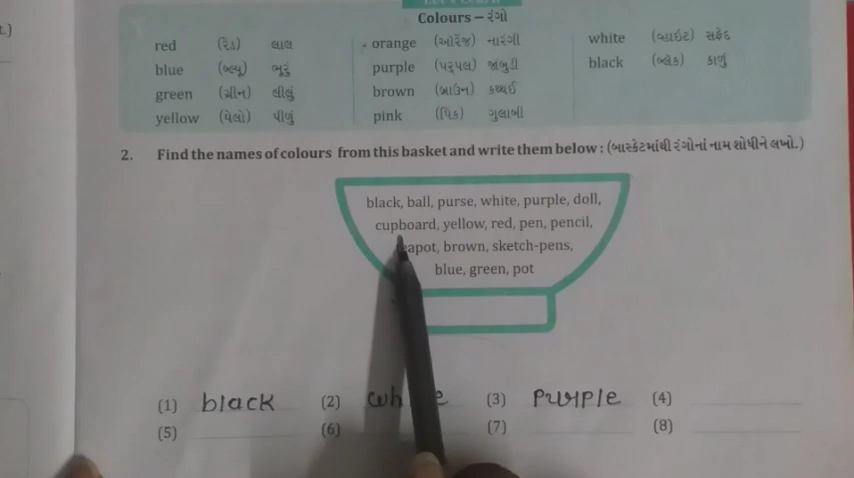 Colours – રંગો
red (રેડ) લાલ orange (ઓરેંજ) નારંગી white (વ્હાઇટ) સફેદ
blue (બ્લ્યૂ) ભૂરું purple (પરૂપલ) જાંબુડી black (બ્લેક) કાળું
green (ગ્રીન) લીલું brown (બ્રાઉન) કથ્થઈ
yellow (યેલો) પીળું pink (પિંક) ગુલાબી
2. Find the names of colours from this basket and write them below : (બાસ્કેટમાંથી રંગોનાં નામ શોધીને લખો.)
black, ball, purse, white, purple, doll,
cupboard, yellow, red, pen, pencil,
brown, sketch-pens,
blue, green, pot
(1) black (2) (3) purple (4)
(5) (6) (7) (8)